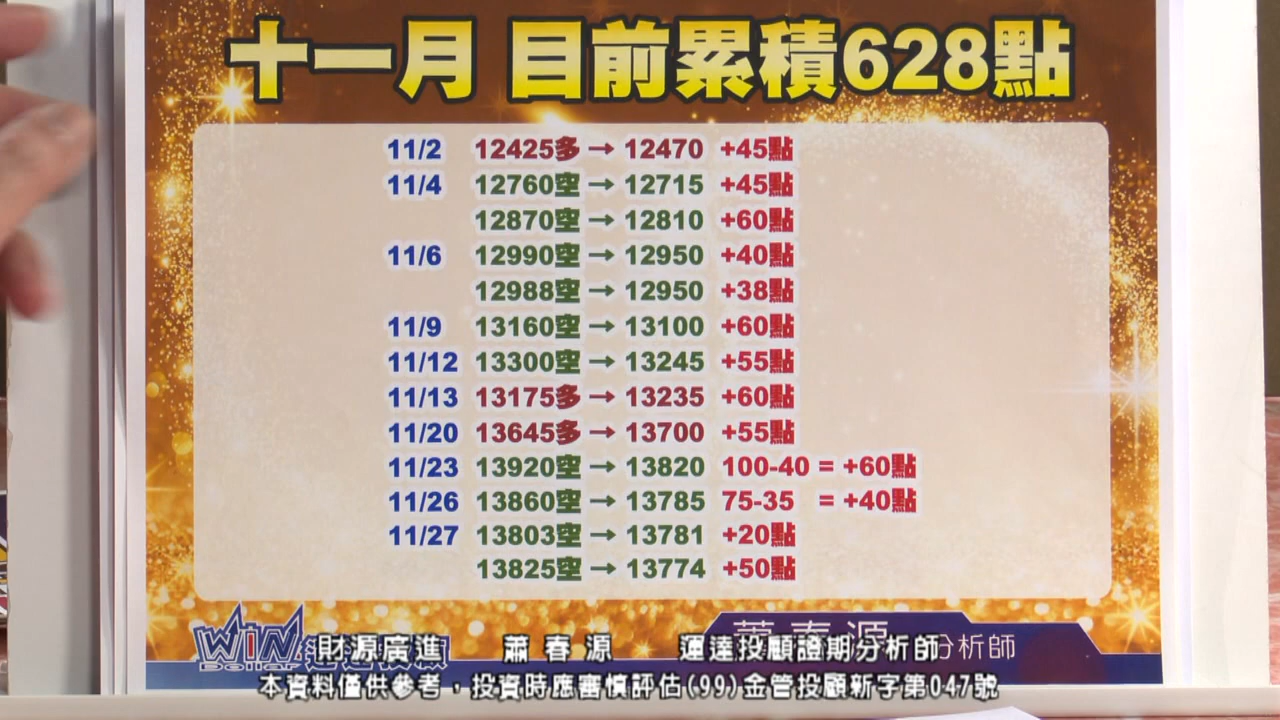 十一月 目前累積628點
11/2 12425多 → 12470 +45點
11/4 12760空 → 12715 +45點
12870空 → 12810 +60點
11/6 12990空 → 12950 +40點
12988空 → 12950 +38點
11/9 13160空 → 13100 +60點
11/12 13300空 → 13245 +55點
11/13 13175多 → 13235 +60點
11/20 13645多 → 13700 +55點
11/23 13920空 → 13820 100-40 = +60點
11/26 13860空 → 13785 75-35 = +40點
11/27 13803空 → 13781 +20點
13825空 → 13774 +50點
WIN
Dollar
蕭春源 分析師
財源廣進 蕭春源 運達投顧證期分析師
本資料僅供參考，投資時應審慎評估(99)金管投顧新字第047號